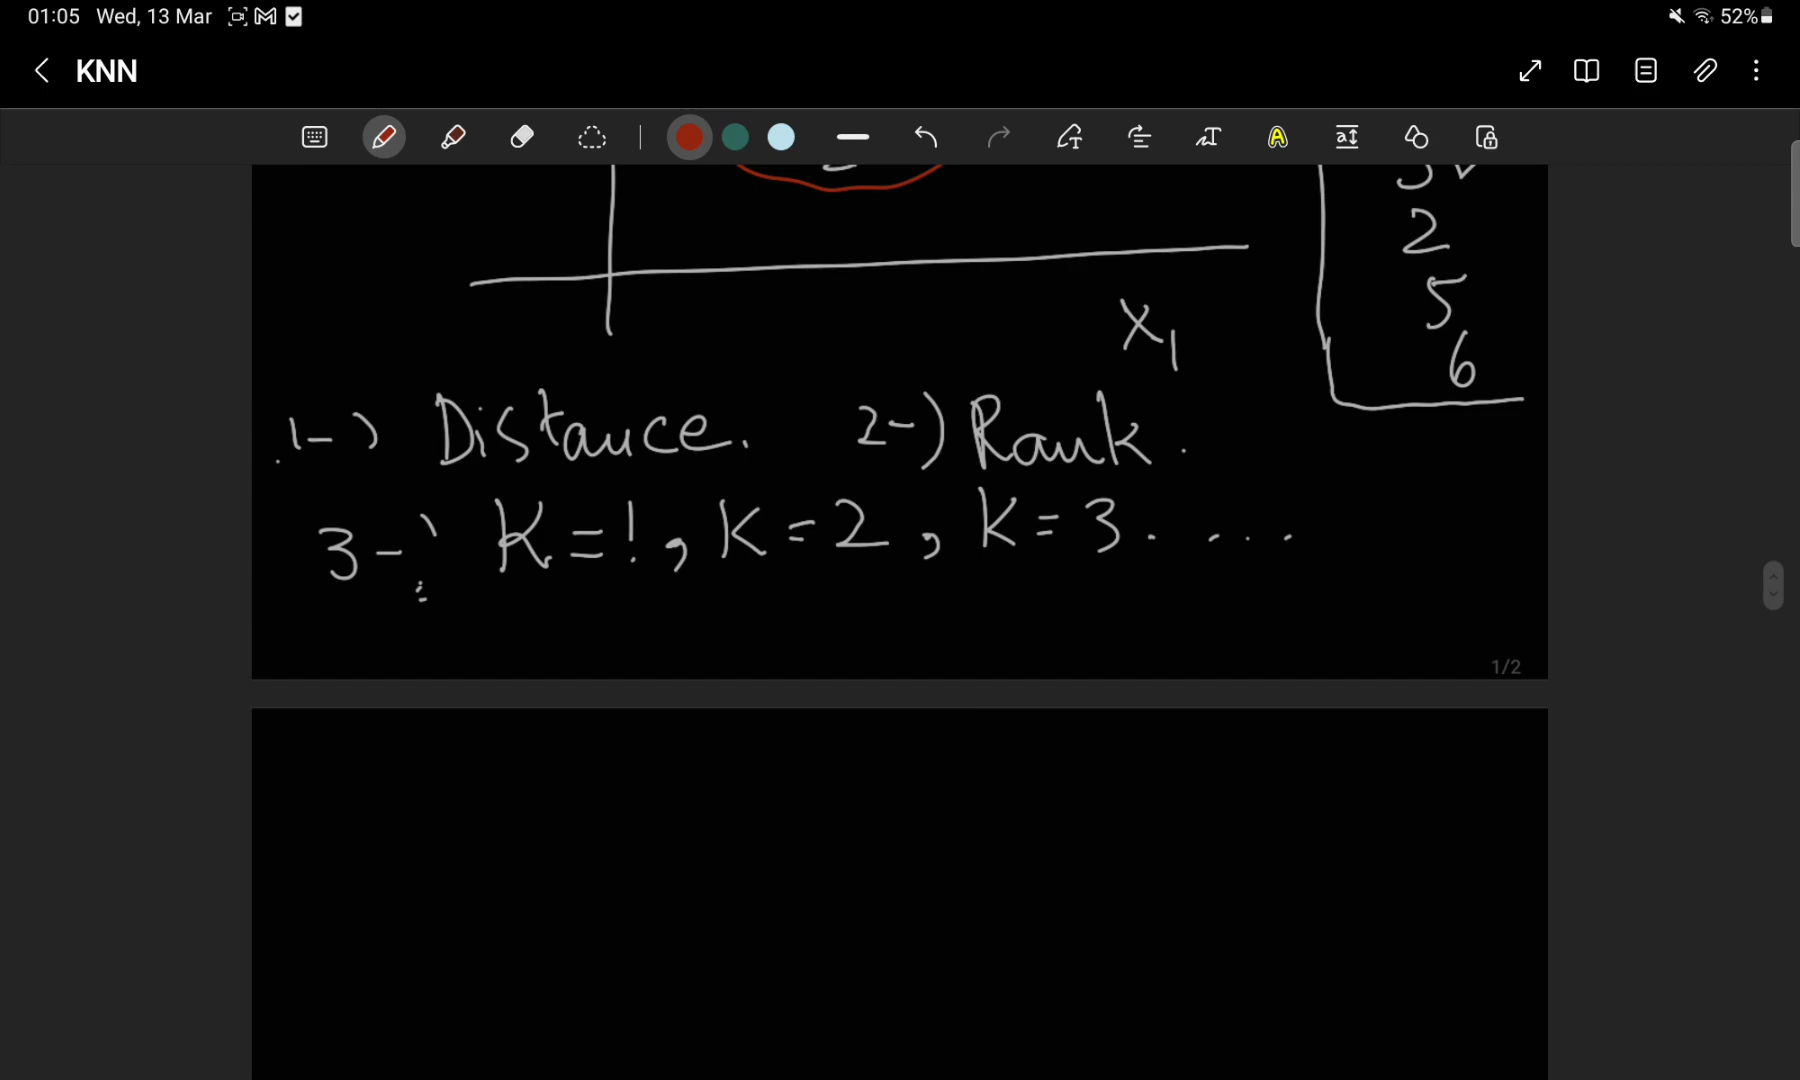 01:05 Wed, 13 Mar 52%
KNN
2
5
6
X1
1-) Distance. 2-) Rank.
3-) K=!, K=2, K=3. ....
1/2